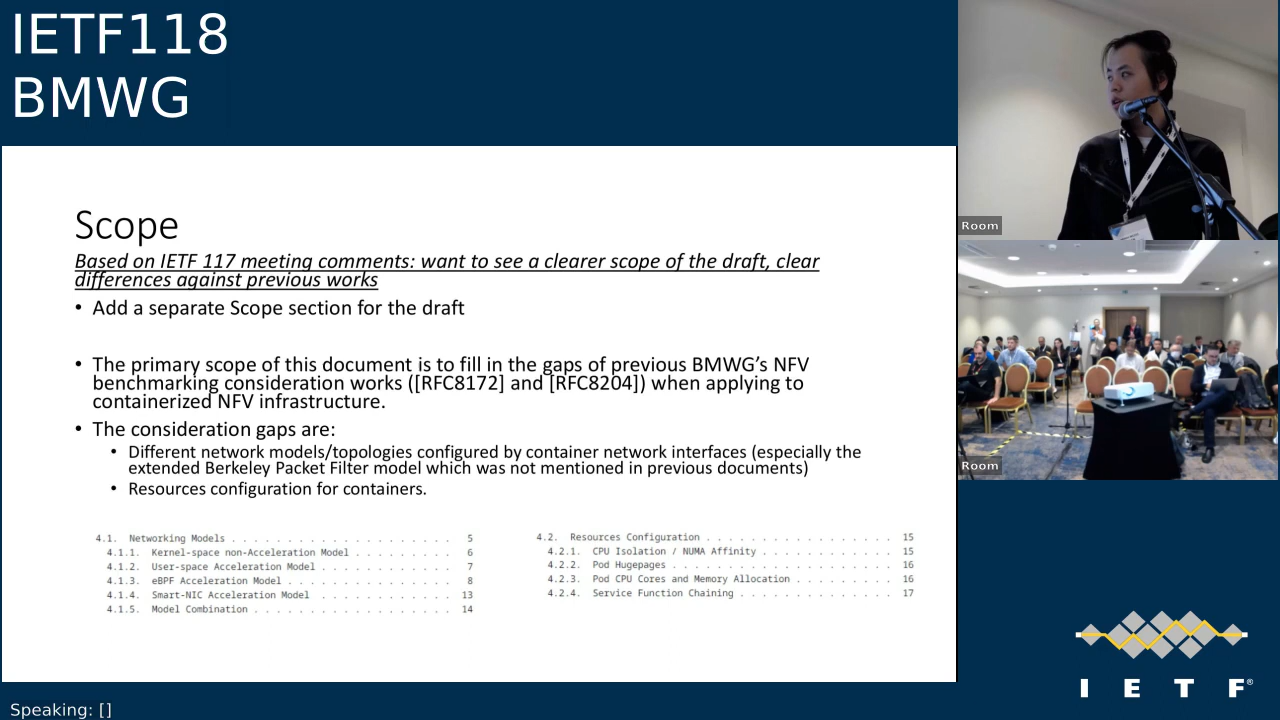 IETF118
BMWG
Scope
Based on IETF 117 meeting comments: want to see a clearer scope of the draft, clear
differences against previous works
• Add a separate Scope section for the draft
• The primary scope of this document is to fill in the gaps of previous BMWG’s NFV
benchmarking consideration works ([RFC8172] and [RFC8204]) when applying to
containerized NFV infrastructure.
• The consideration gaps are:
• Different network models/topologies configured by container network interfaces (especially the
extended Berkeley Packet Filter model which was not mentioned in previous documents)
• Resources configuration for containers.
4.1. Networking Models . . . . . . . . . . . . . . . . . . . . 5
4.1.1. Kernel-space non-Acceleration Model . . . . . . . . . 6
4.1.2. User-space Acceleration Model . . . . . . . . . . . . 7
4.1.3. eBPF Acceleration Model . . . . . . . . . . . . . . . 8
4.1.4. Smart-NIC Acceleration Model . . . . . . . . . . . . 13
4.1.5. Model Combination . . . . . . . . . . . . . . . . . . 14
4.2. Resources Configuration . . . . . . . . . . . . . . . . . 15
4.2.1. CPU Isolation / NUMA Affinity . . . . . . . . . . . . 15
4.2.2. Pod Hugepages . . . . . . . . . . . . . . . . . . . . 16
4.2.3. Pod CPU Cores and Memory Allocation . . . . . . . . . 16
4.2.4. Service Function Chaining . . . . . . . . . . . . . . 17
Room
Room
I E T F®
Speaking: []